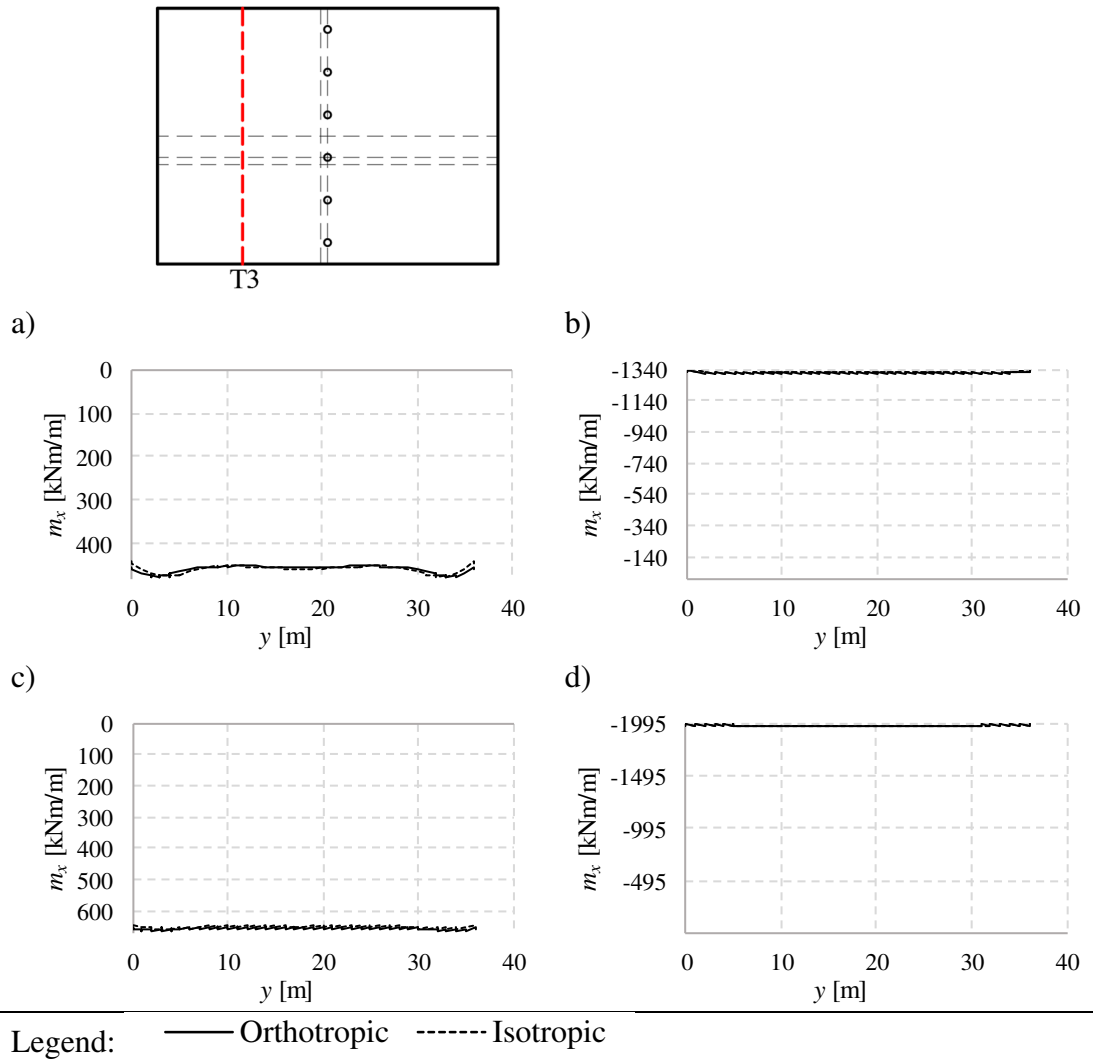 T3
a)
0
100
200
300
400
m_x [kNm/m]
0 10 20 30 40
y [m]
b)
-1340
-1140
-940
-740
-540
-340
-140
m_x [kNm/m]
0 10 20 30 40
y [m]
c)
0
100
200
300
400
500
600
m_x [kNm/m]
0 10 20 30 40
y [m]
d)
-1995
-1495
-995
-495
m_x [kNm/m]
0 10 20 30 40
y [m]
Legend: Orthotropic Isotropic